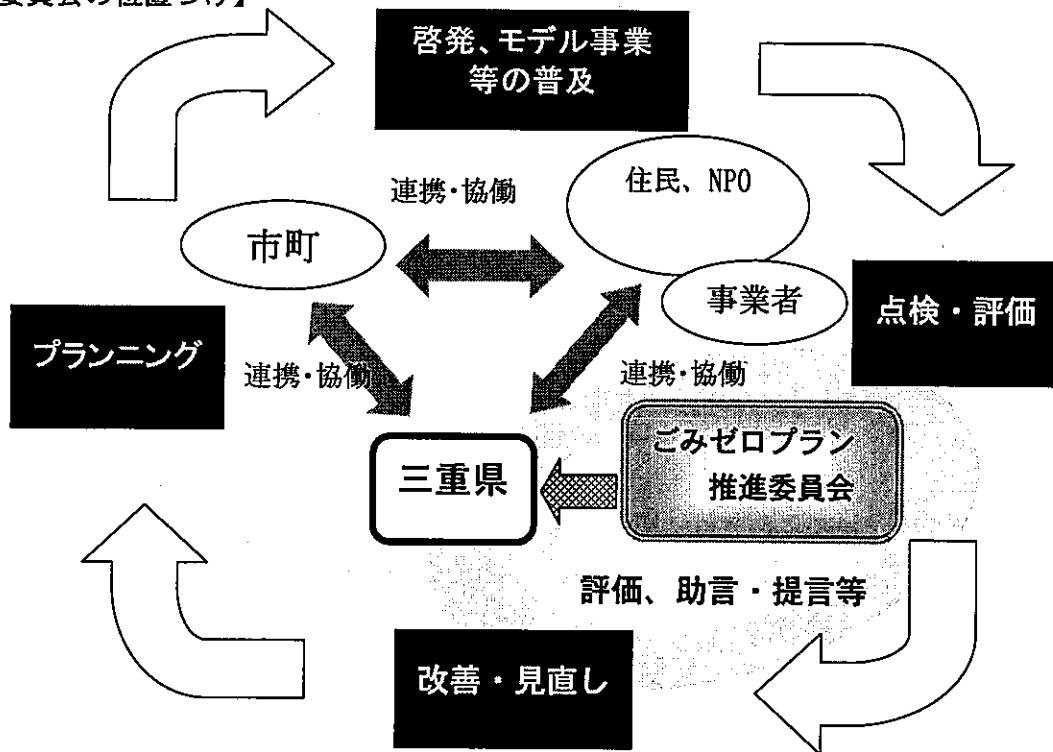 委員会の位置づけ】
啓発、モデル事業
等の普及
連携・協働
住民、NPO
市町
事業者
点検・評価
プランニング
連携・協働
連携・協働
ごみゼロプラン
推進委員会
三重県
評価、助言・提言等
改善・見直し